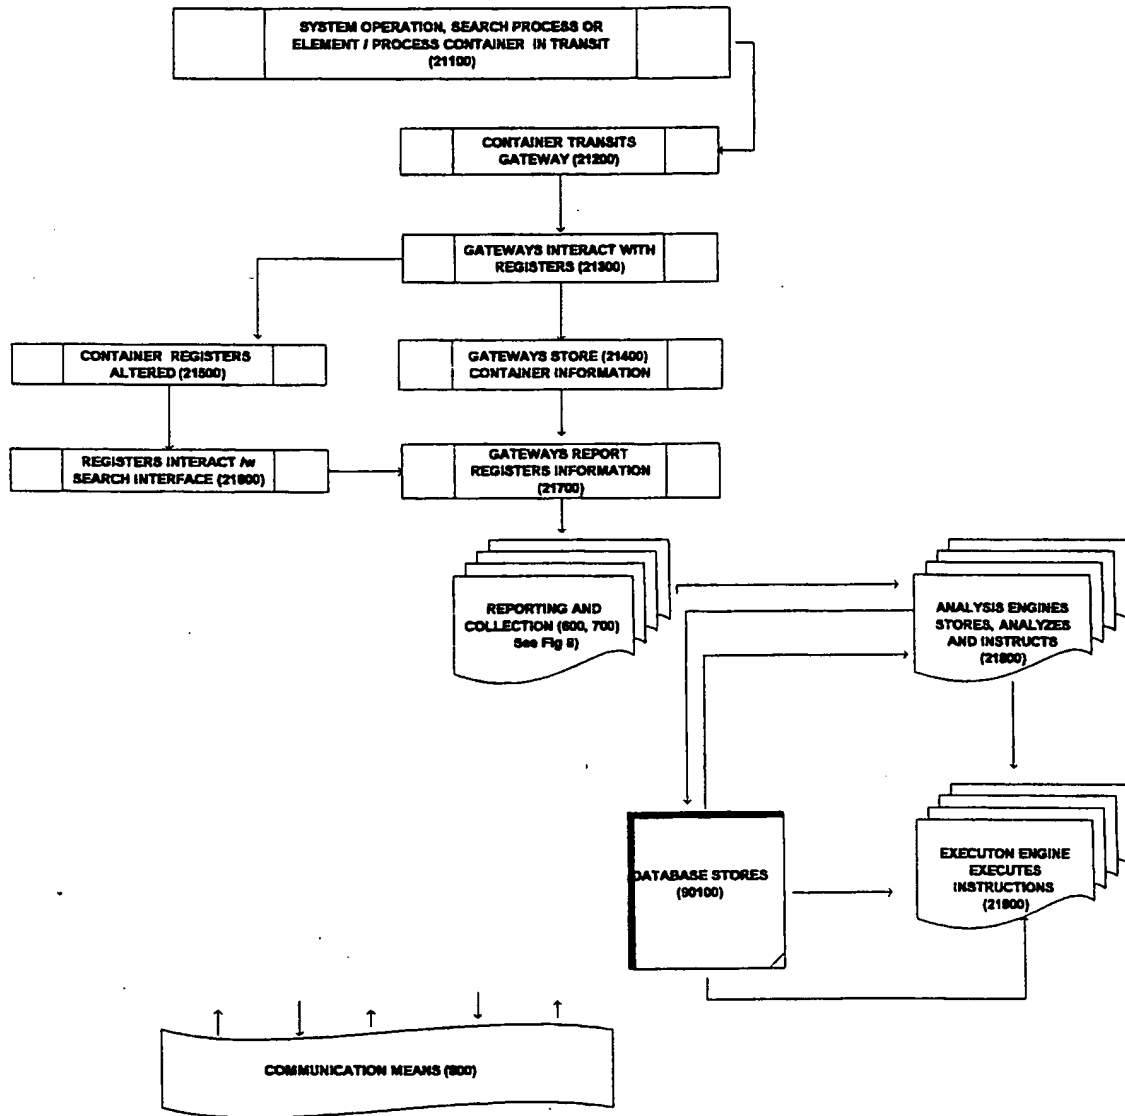 SYSTEM OPERATION, SEARCH PROCESS OR
ELEMENT / PROCESS CONTAINER IN TRANSIT
(21100)
CONTAINER TRANSITS
GATEWAY (21200)
GATEWAYS INTERACT WITH
REGISTERS (21300)
CONTAINER REGISTERS
ALTERED (21500)
GATEWAYS STORE (21400)
CONTAINER INFORMATION
REGISTERS INTERACT /w
SEARCH INTERFACE (21600)
GATEWAYS REPORT
REGISTERS INFORMATION
(21700)
REPORTING AND
COLLECTION (600, 700)
See Fig
ANALYSIS ENGINES
STORES, ANALYZES
AND INSTRUCTS
(21800)
DATABASE STORES
(90100)
EXECUTON ENGINE
EXECUTES
INSTRUCTIONS
(21900)
COMMUNICATION MEANS